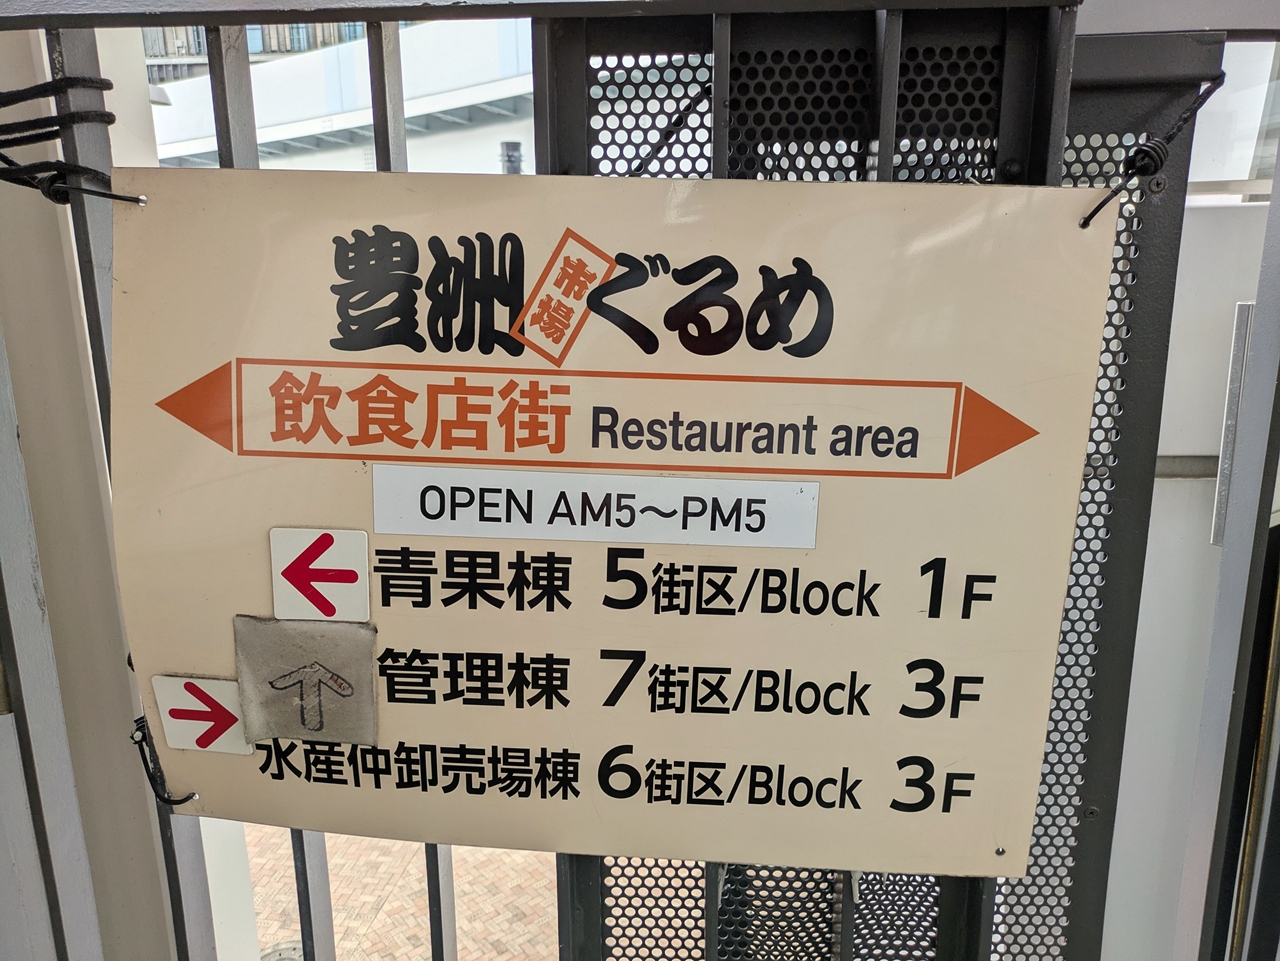 豊洲市場ぐるめ
飲食店街 Restaurant area
OPEN AM5～PM5
青果棟 5街区/Block 1F
管理棟 7街区/Block 3F
水産仲卸売場棟 6街区/Block 3F